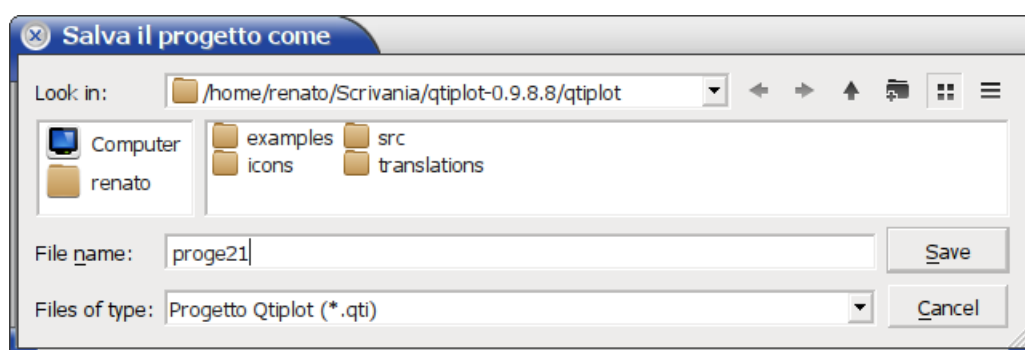 Salva il progetto come
Look in: /home/renato/Scrivania/qtiplot-0.9.8.8/qtiplot
Computer
renato
examples src
icons translations
File name: proge21 Save
Files of type: Progetto Qtiplot (*.qti) Cancel